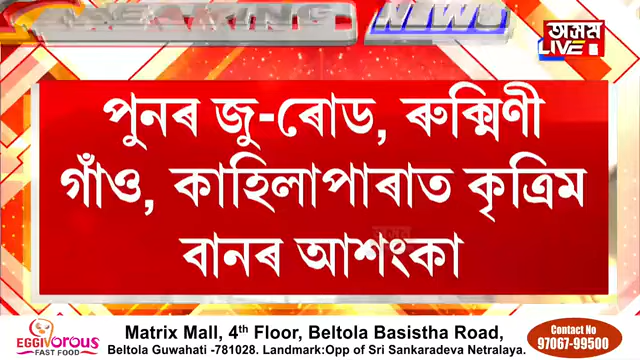 BREAKING NEWS
অসম
LIVE
পুনৰ জু-ৰোড, ৰুক্মিণী
গাঁও, কাহিলাপাৰাত কৃত্ৰিম
বানৰ আশংকা
EGGIVOROUS
FAST FOOD
Matrix Mall, 4th Floor, Beltola Basistha Road,
Beltola Guwahati -781028. Landmark:Opp of Sri Sankaradeva Netralaya.
Contact No
97067-99500